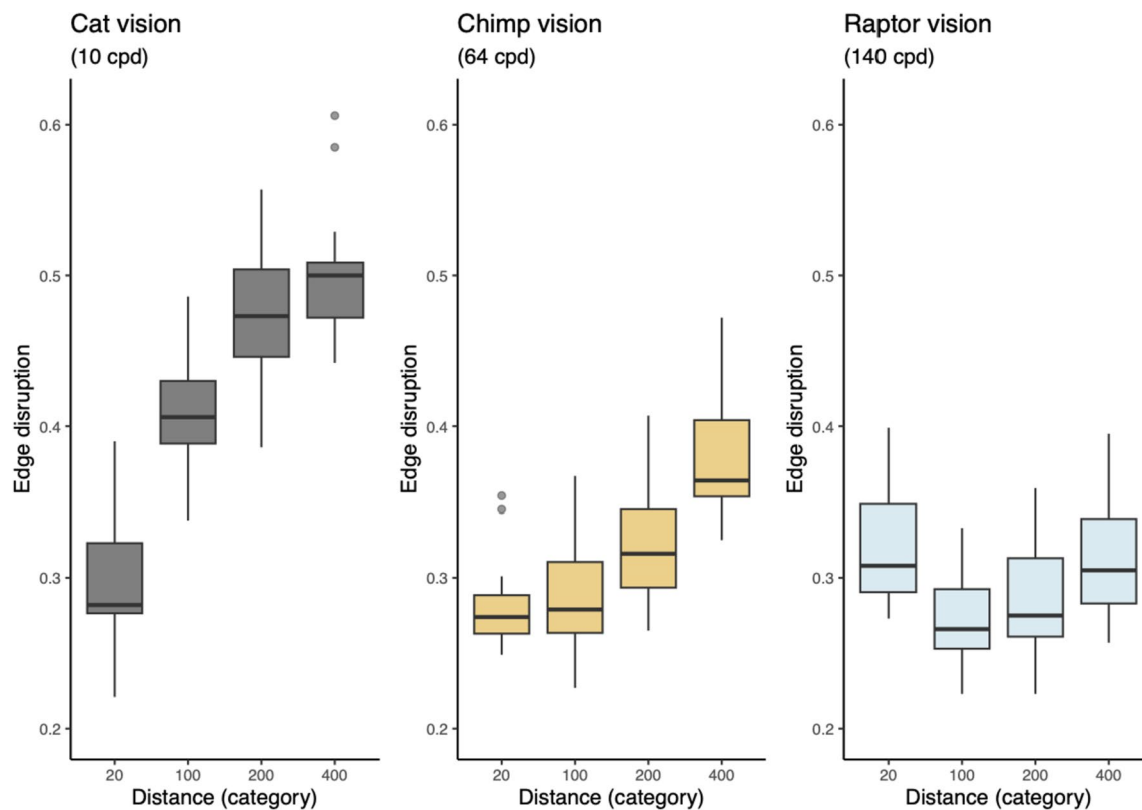 Cat vision
(10 cpd)
0.6
0.5
0.4
0.3
0.2
Edge disruption
20 100 200 400
Distance (category)
Chimp vision
(64 cpd)
0.6
0.5
0.4
0.3
0.2
Edge disruption
20 100 200 400
Distance (category)
Raptor vision
(140 cpd)
0.6
0.5
0.4
0.3
0.2
Edge disruption
20 100 200 400
Distance (category)